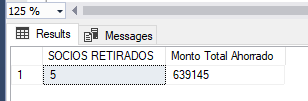 125 %
Results Messages
SOCIOS RETIRADOS Monto Total Ahorrado
1 5 639145